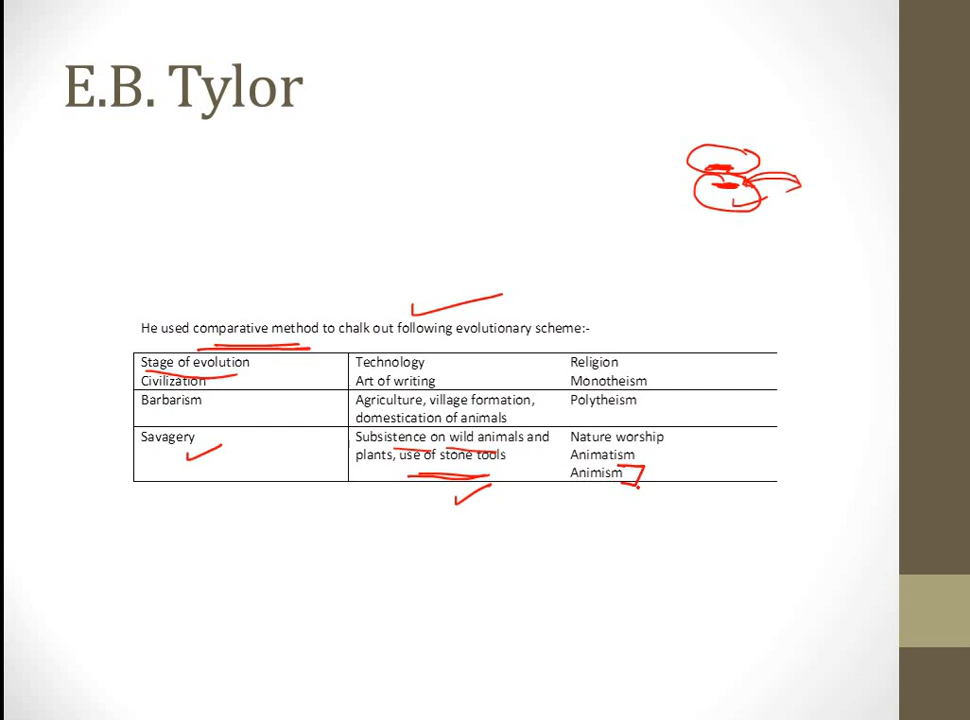 E.B. Tylor
He used comparative method to chalk out following evolutionary scheme:-
Stage of evolution Technology Religion
Civilization Art of writing Monotheism
Barbarism Agriculture, village formation, Polytheism
domestication of animals
Savagery Subsistence on wild animals and Nature worship
plants, use of stone tools Animatism
Animism